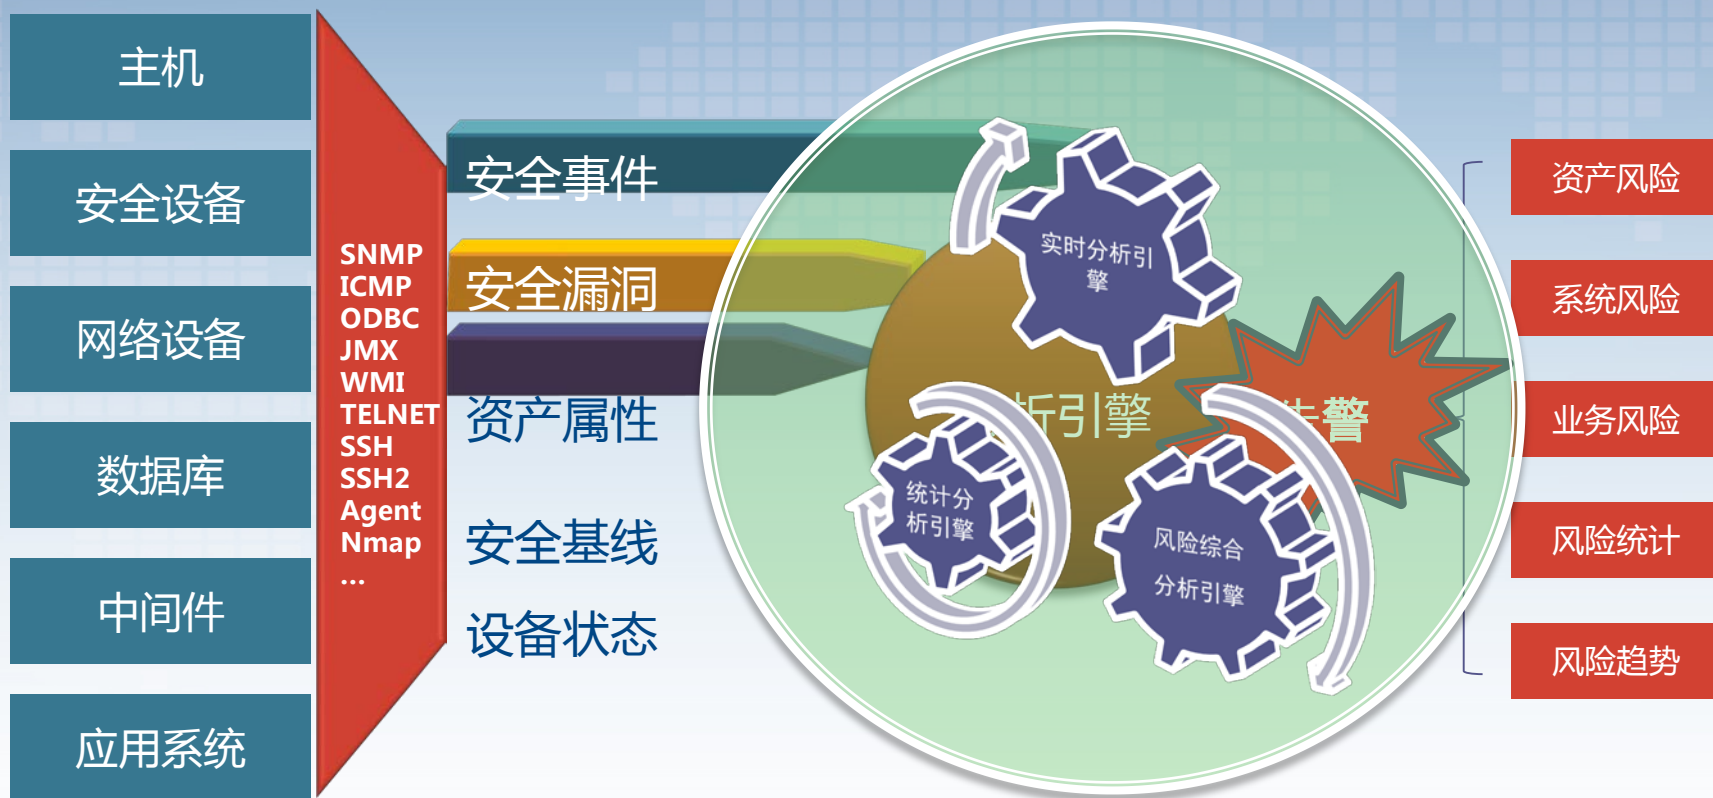 主机
安全设备
网络设备
数据库
中间件
应用系统
SNMP
ICMP
ODBC
JMX
WMI
TELNET
SSH
SSH2
Agent
Nmap
...
安全事件
安全漏洞
资产属性
安全基线
设备状态
实时分析引
擎
析引擎
告警
统计分
析引擎
风险综合
分析引擎
资产风险
系统风险
业务风险
风险统计
风险趋势